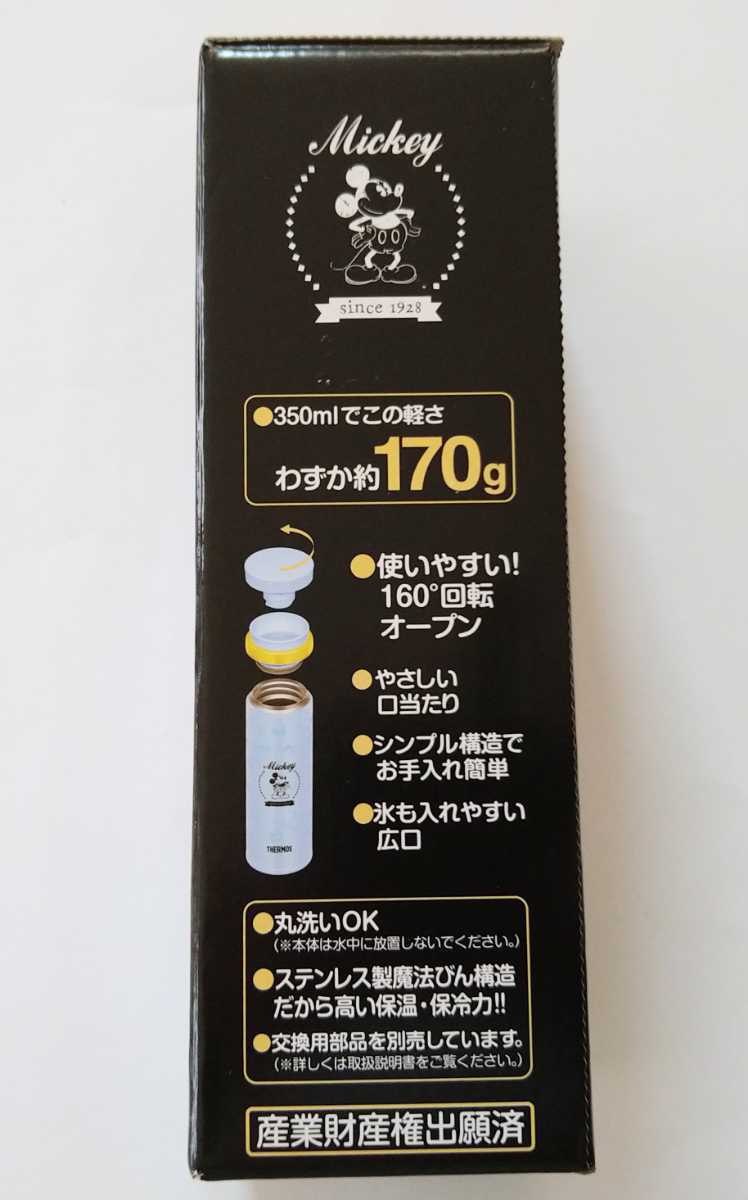 Mickey
since 1928
●350mlでこの軽さ
わずか約170g
●使いやすい!
160°回転
オープン
●やさしい
口当たり
●シンプル構造で
お手入れ簡単
●氷も入れやすい
広口
Mickey
THERMOS
●丸洗いOK
(※本体は水中に放置しないでください。)
●ステンレス製魔法びん構造
だから高い保温・保冷力!!
●交換用部品を別売しています。
(※詳しくは取扱説明書をご覧ください。)
産業財産権出願済